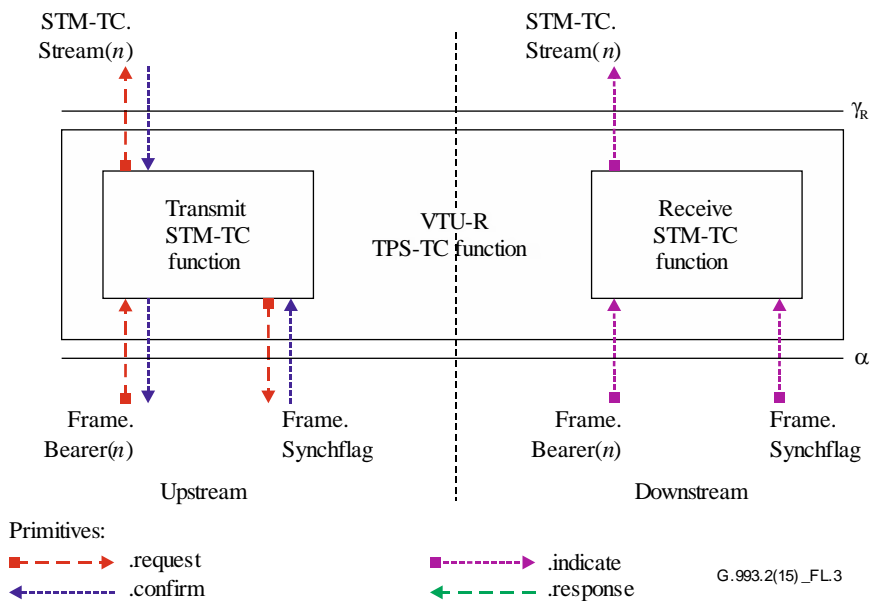 STM-TC.
Stream(n)
STM-TC.
Stream(n)
γR
Transmit
STM-TC
function
VTU-R
TPS-TC function
Receive
STM-TC
function
α
Frame.
Bearer(n)
Frame.
Synchflag
Frame.
Bearer(n)
Frame.
Synchflag
Upstream
Downstream
Primitives:
.request
.indicate
.confirm
.response
G.993.2(15)_FL.3